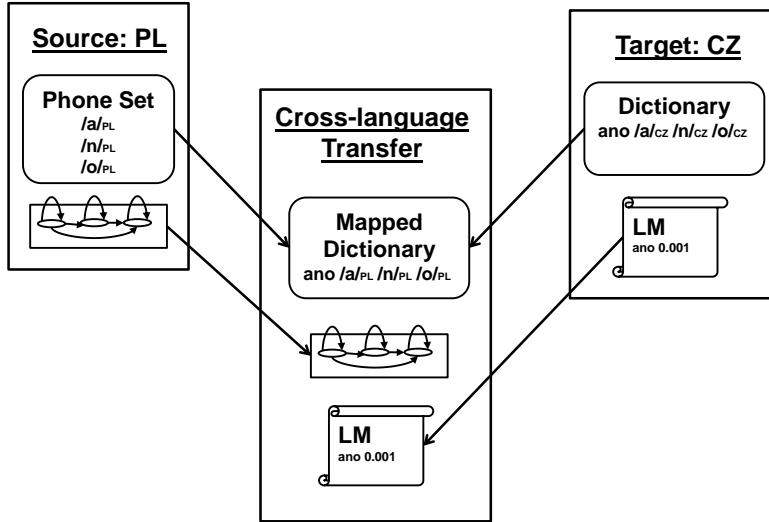 Source: PL
Phone Set
/a/PL
/n/PL
/o/PL
Cross-language
Transfer
Mapped
Dictionary
ano /a/PL /n/PL /o/PL
LM
ano 0.001
Target: CZ
Dictionary
ano /a/CZ /n/CZ /o/CZ
LM
ano 0.001